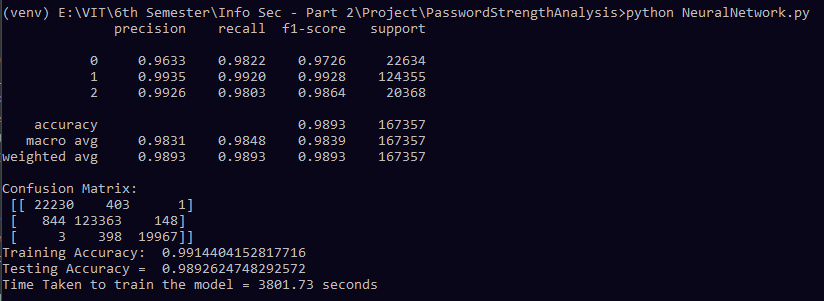 (venv) E:\VIT\6th Semester\Info Sec - Part 2\Project\PasswordStrengthAnalysis>python NeuralNetwork.py
              precision    recall  f1-score   support

           0     0.9633    0.9822    0.9726     22634
           1     0.9935    0.9920    0.9928    124355
           2     0.9926    0.9803    0.9864     20368

    accuracy                         0.9893    167357
   macro avg     0.9831    0.9848    0.9839    167357
weighted avg     0.9893    0.9893    0.9893    167357

Confusion Matrix:
 [[ 22230    403      1]
 [   844 123363    148]
 [     3    398  19967]]
Training Accuracy:  0.9914404152817716
Testing Accuracy =  0.9892624748292572
Time Taken to train the model = 3801.73 seconds